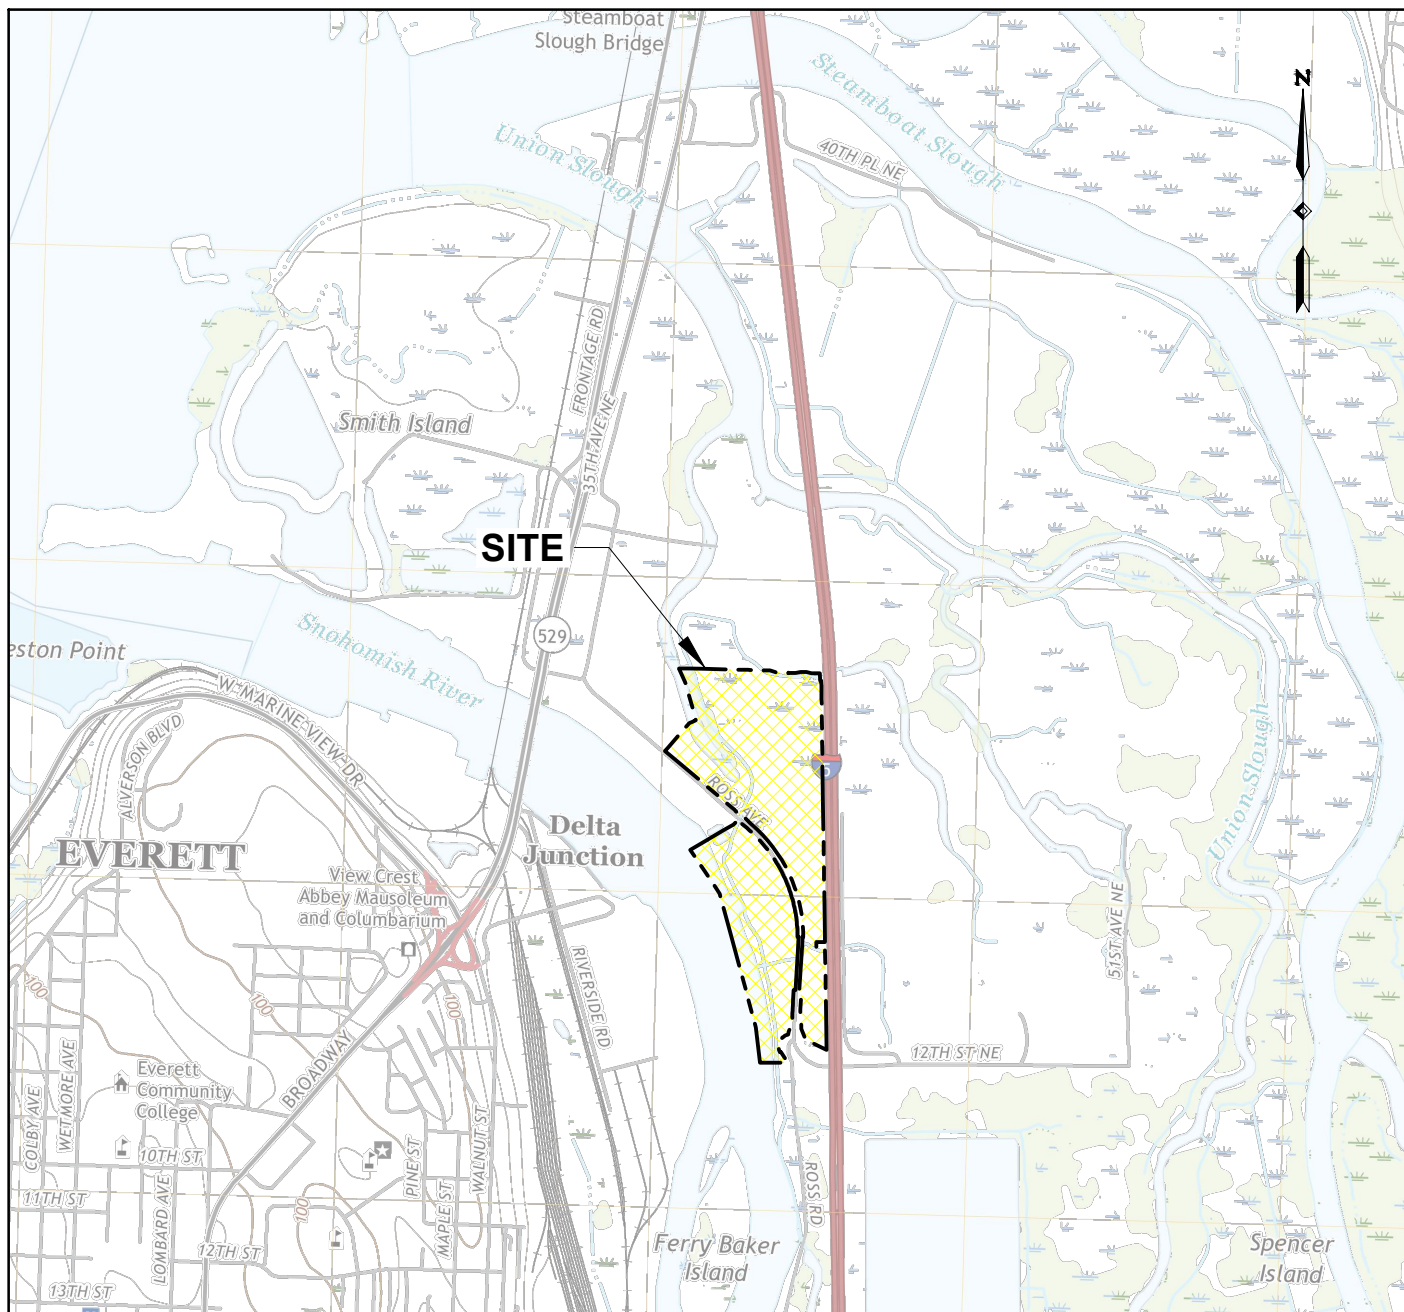 Steamboat
Slough Bridge
N
Steamboat Slough
Union Slough
40TH PL NE
FRONTAGE RD
35TH AVE NE
Smith Island
SITE
529
Snohomish River
eston Point
W MARINE VIEW DR
ALVERSON BLVD
5
ROSS AVE
Union Slough
Delta
Junction
EVERETT
View Crest
Abbey Mausoleum
and Columbarium
RIVERSIDE RD
51ST AVE NE
100
100
100
12TH ST NE
BROADWAY
Everett
Community
College
COLBY AVE
WETMORE AVE
10TH ST
PINE ST
WALNUT ST
MAPLE ST
ROSS RD
11TH ST
LOMBARD AVE
100
12TH ST
Ferry Baker
Island
Spencer
Island
13TH ST